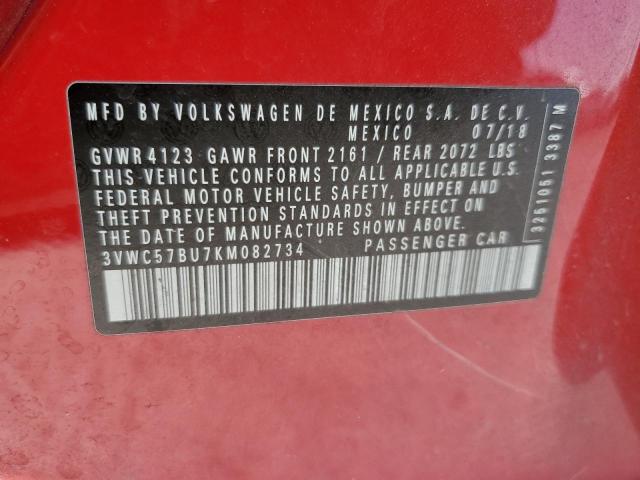 MFD BY VOLKSWAGEN DE MEXICO S.A. DE C.V.
MEXICO 07/18
GVWR 4123 GAWR FRONT 2161 / REAR 2072 LBS
THIS VEHICLE CONFORMS TO ALL APPLICABLE U.S.
FEDERAL MOTOR VEHICLE SAFETY, BUMPER AND
THEFT PREVENTION STANDARDS IN EFFECT ON
THE DATE OF MANUFACTURE SHOWN ABOVE.
3VWC57BU7KM082734 PASSENGER CAR
3261051 3387 M